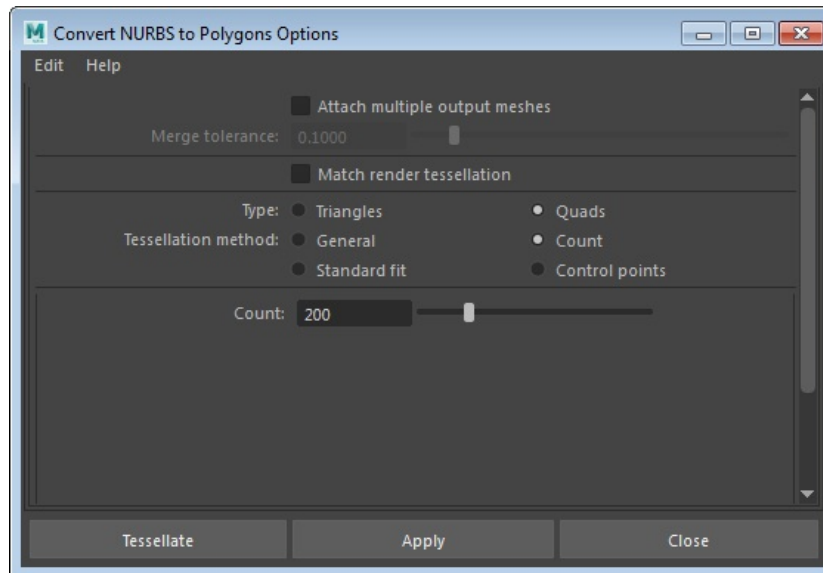 Convert NURBS to Polygons Options
Edit Help
Attach multiple output meshes
Merge tolerance: 0.1000
Match render tessellation
Type: Triangles Quads
Tessellation method: General Count
Standard fit Control points
Count: 200
Tessellate Apply Close